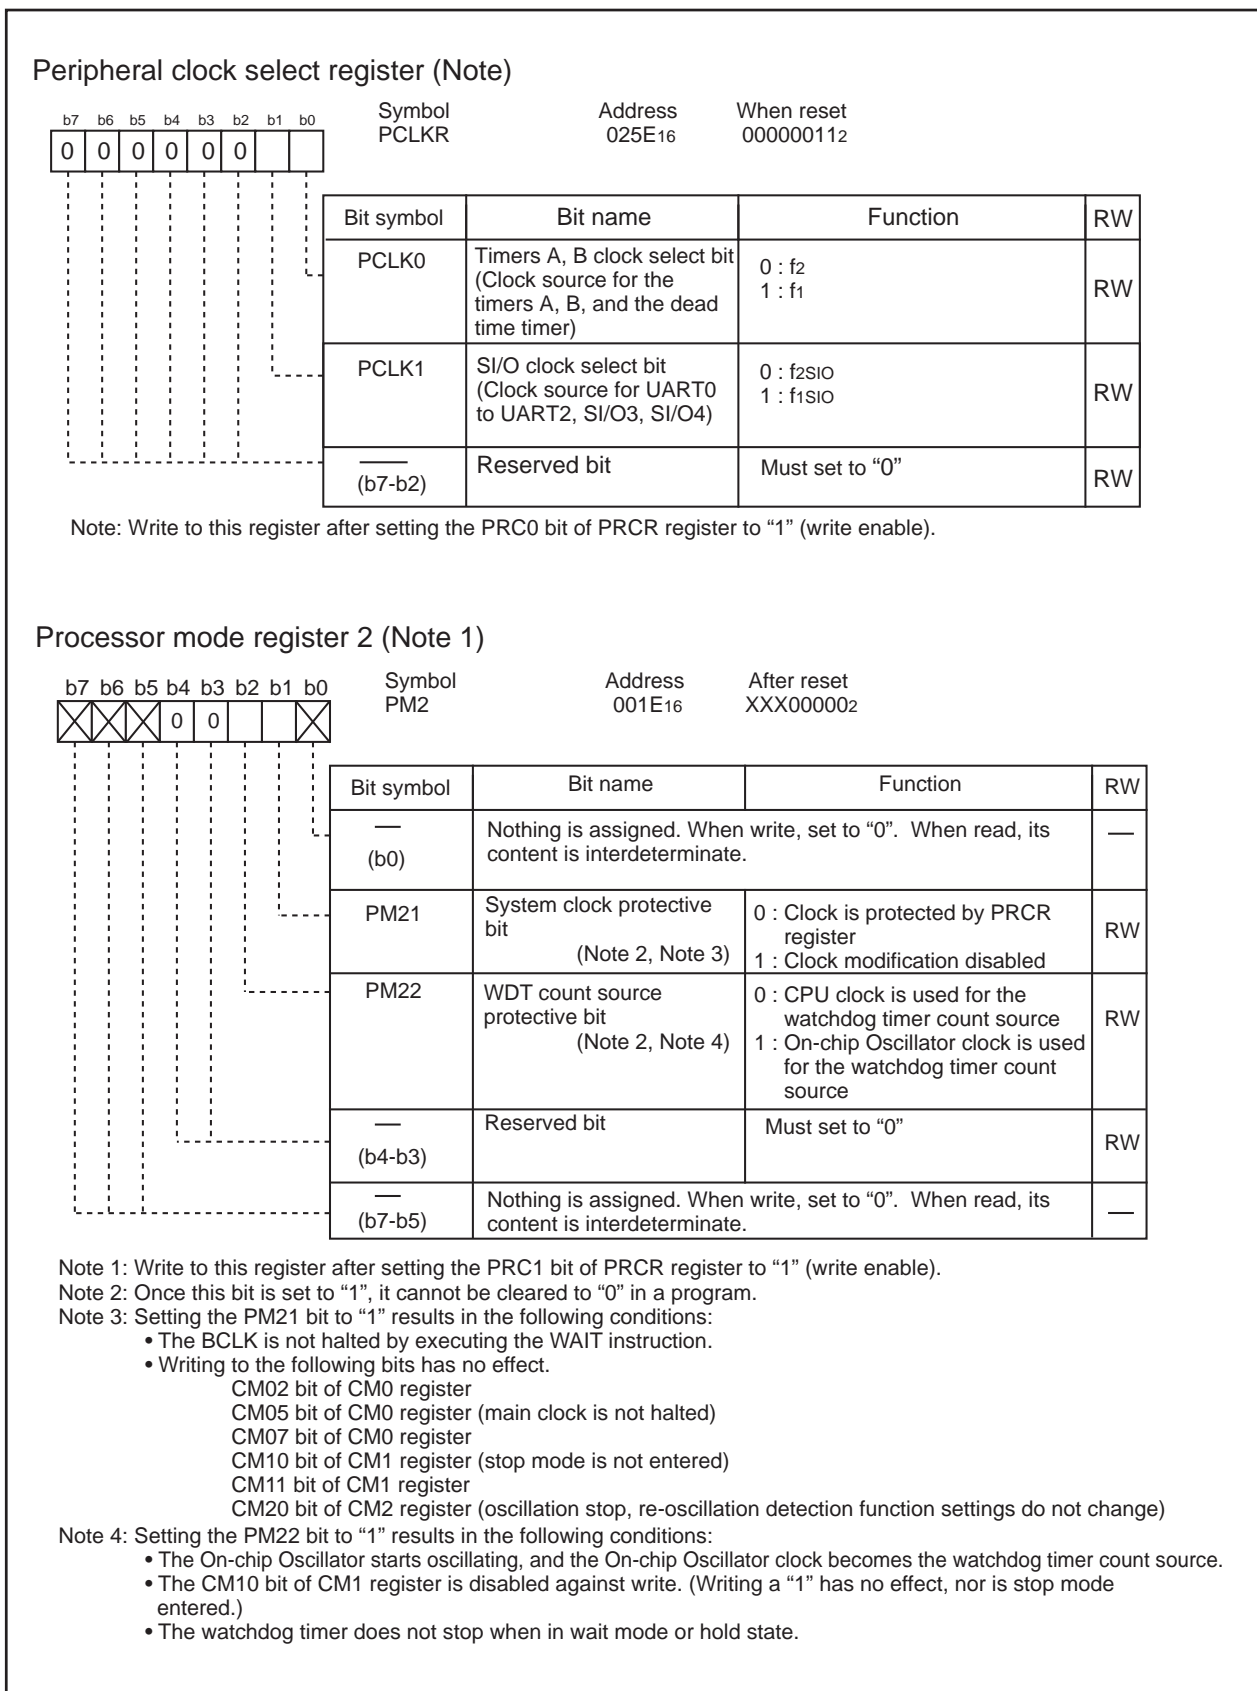 Peripheral clock select register (Note)
Symbol Address When reset
b7 b6 b5 b4 b3 b2 b1 b0 PCLKR 025E16 000000112
0 0 0 0 0 0
Bit symbol Bit name Function RW
PCLK0 Timers A, B clock select bit
(Clock source for the
timers A, B, and the dead
time timer)
0 : f2
1 : f1
RW
PCLK1 SI/O clock select bit
(Clock source for UART0
to UART2, SI/O3, SI/O4)
0 : f2SIO
1 : f1SIO
RW
—
(b7-b2)
Reserved bit Must set to “0” RW
Note: Write to this register after setting the PRC0 bit of PRCR register to “1” (write enable).
Processor mode register 2 (Note 1)
Symbol Address After reset
b7 b6 b5 b4 b3 b2 b1 b0 PM2 001E16 XXX000002
0 0
Bit symbol Bit name Function RW
—
(b0)
Nothing is assigned. When write, set to “0”. When read, its
content is interdeterminate.
—
PM21 System clock protective
bit
(Note 2, Note 3)
0 : Clock is protected by PRCR
register
1 : Clock modification disabled
RW
PM22 WDT count source
protective bit
(Note 2, Note 4)
0 : CPU clock is used for the
watchdog timer count source
1 : On-chip Oscillator clock is used
for the watchdog timer count
source
RW
—
(b4-b3)
Reserved bit Must set to “0” RW
—
(b7-b5)
Nothing is assigned. When write, set to “0”. When read, its
content is interdeterminate.
—
Note 1: Write to this register after setting the PRC1 bit of PRCR register to “1” (write enable).
Note 2: Once this bit is set to “1”, it cannot be cleared to “0” in a program.
Note 3: Setting the PM21 bit to “1” results in the following conditions:
• The BCLK is not halted by executing the WAIT instruction.
• Writing to the following bits has no effect.
CM02 bit of CM0 register
CM05 bit of CM0 register (main clock is not halted)
CM07 bit of CM0 register
CM10 bit of CM1 register (stop mode is not entered)
CM11 bit of CM1 register
CM20 bit of CM2 register (oscillation stop, re-oscillation detection function settings do not change)
Note 4: Setting the PM22 bit to “1” results in the following conditions:
• The On-chip Oscillator starts oscillating, and the On-chip Oscillator clock becomes the watchdog timer count source.
• The CM10 bit of CM1 register is disabled against write. (Writing a “1” has no effect, nor is stop mode
entered.)
• The watchdog timer does not stop when in wait mode or hold state.